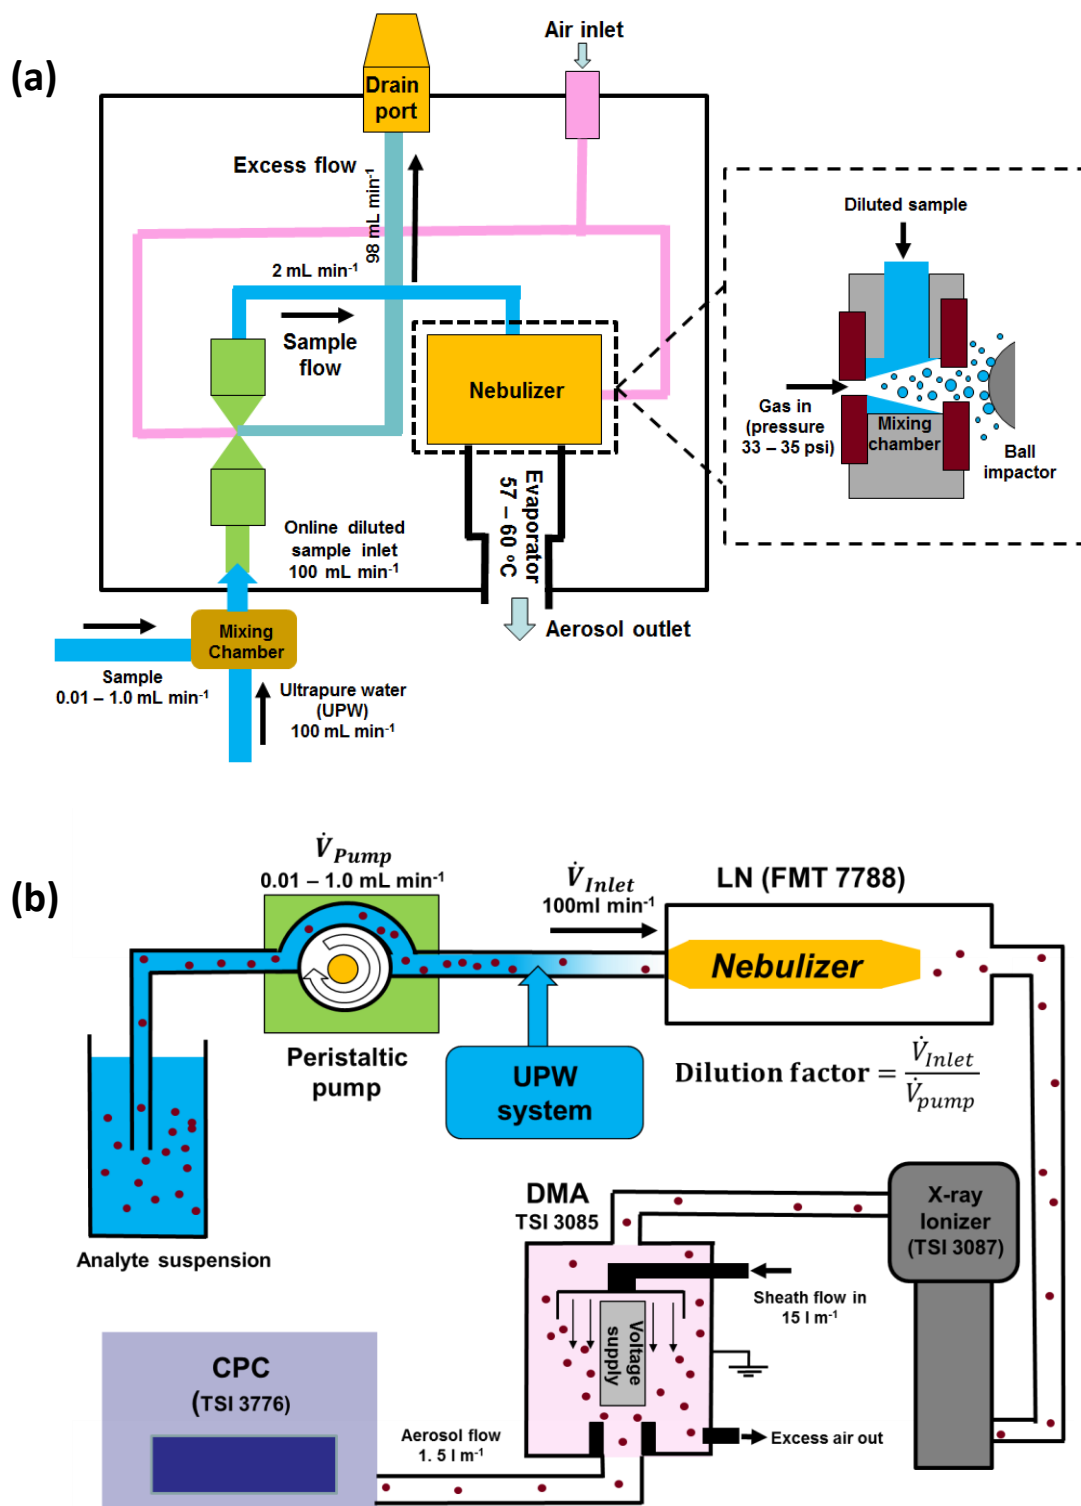 (a)
Air inlet
Drain
port
Excess flow
98 mL min⁻¹
2 mL min⁻¹
Sample
flow
Nebulizer
Evaporator
57 – 60 °C
Online diluted
sample inlet
100 mL min⁻¹
Aerosol outlet
Mixing
Chamber
Sample
0.01 – 1.0 mL min⁻¹
Ultrapure water
(UPW)
100 mL min⁻¹
Diluted sample
Gas in
(pressure
33 – 35 psi)
Mixing
chamber
Ball
impactor
(b)
V̇Pump
0.01 – 1.0 mL min⁻¹
V̇Inlet
100ml min⁻¹
LN (FMT 7788)
Nebulizer
Peristaltic
pump
UPW
system
Dilution factor = V̇Inlet / V̇pump
Analyte suspension
DMA
TSI 3085
X-ray
Ionizer
(TSI 3087)
Sheath flow in
15 l m⁻¹
Voltage
supply
CPC
(TSI 3776)
Aerosol flow
1. 5 l m⁻¹
Excess air out